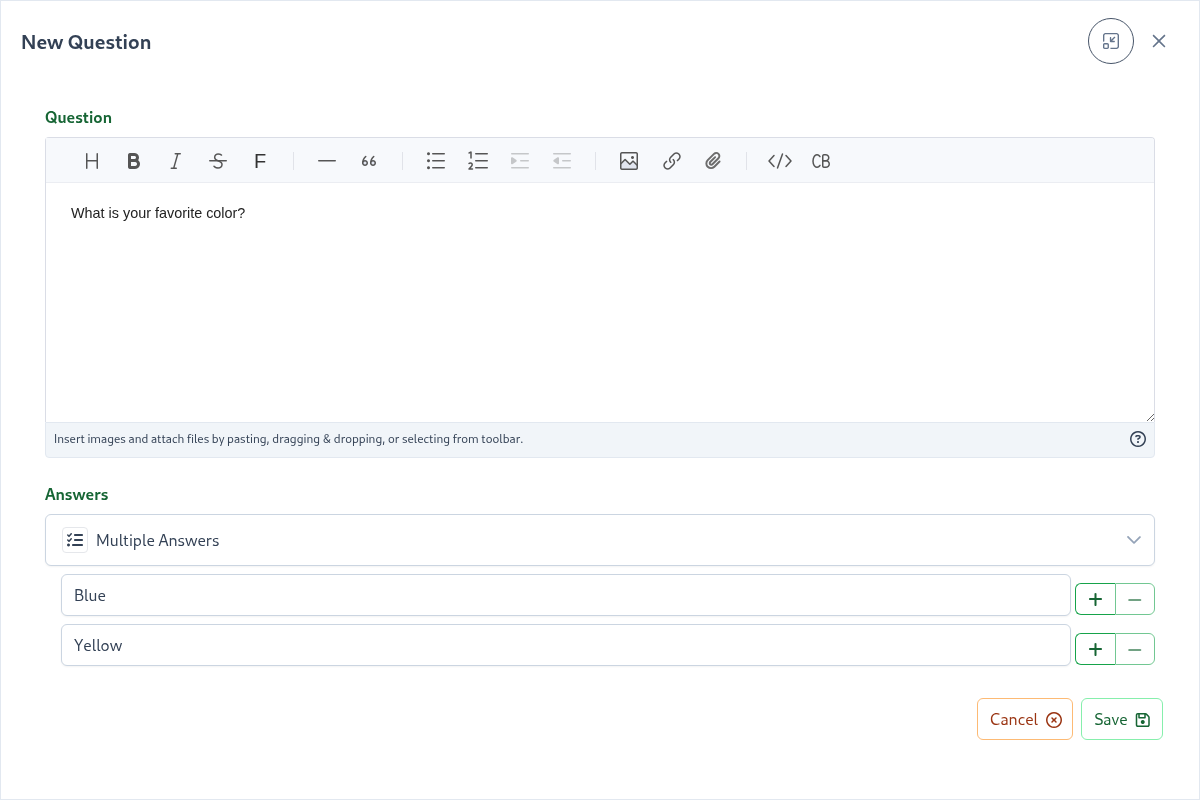 New Question
Question
H B I S F — 66 </> CB
What is your favorite color?
Insert images and attach files by pasting, dragging & dropping, or selecting from toolbar.
Answers
Multiple Answers
Blue
Yellow
Cancel
Save